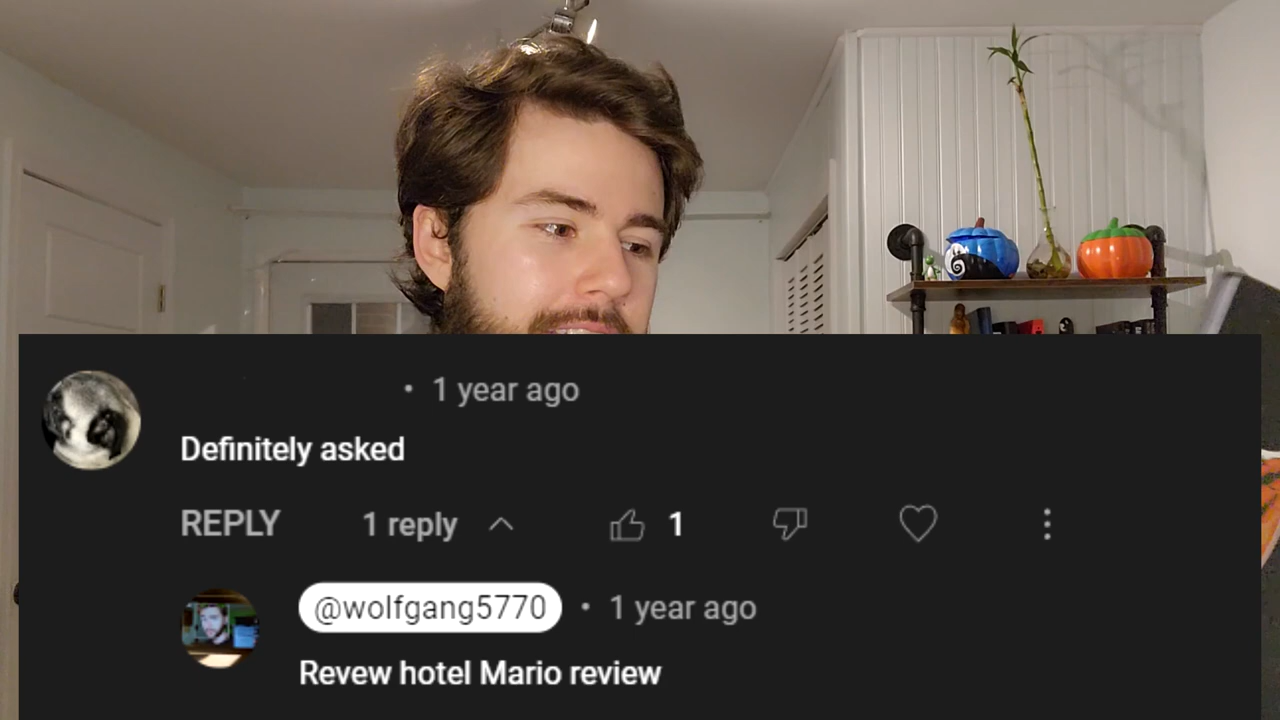 • 1 year ago
Definitely asked
REPLY 1 reply 1
@wolfgang5770 • 1 year ago
Revew hotel Mario review